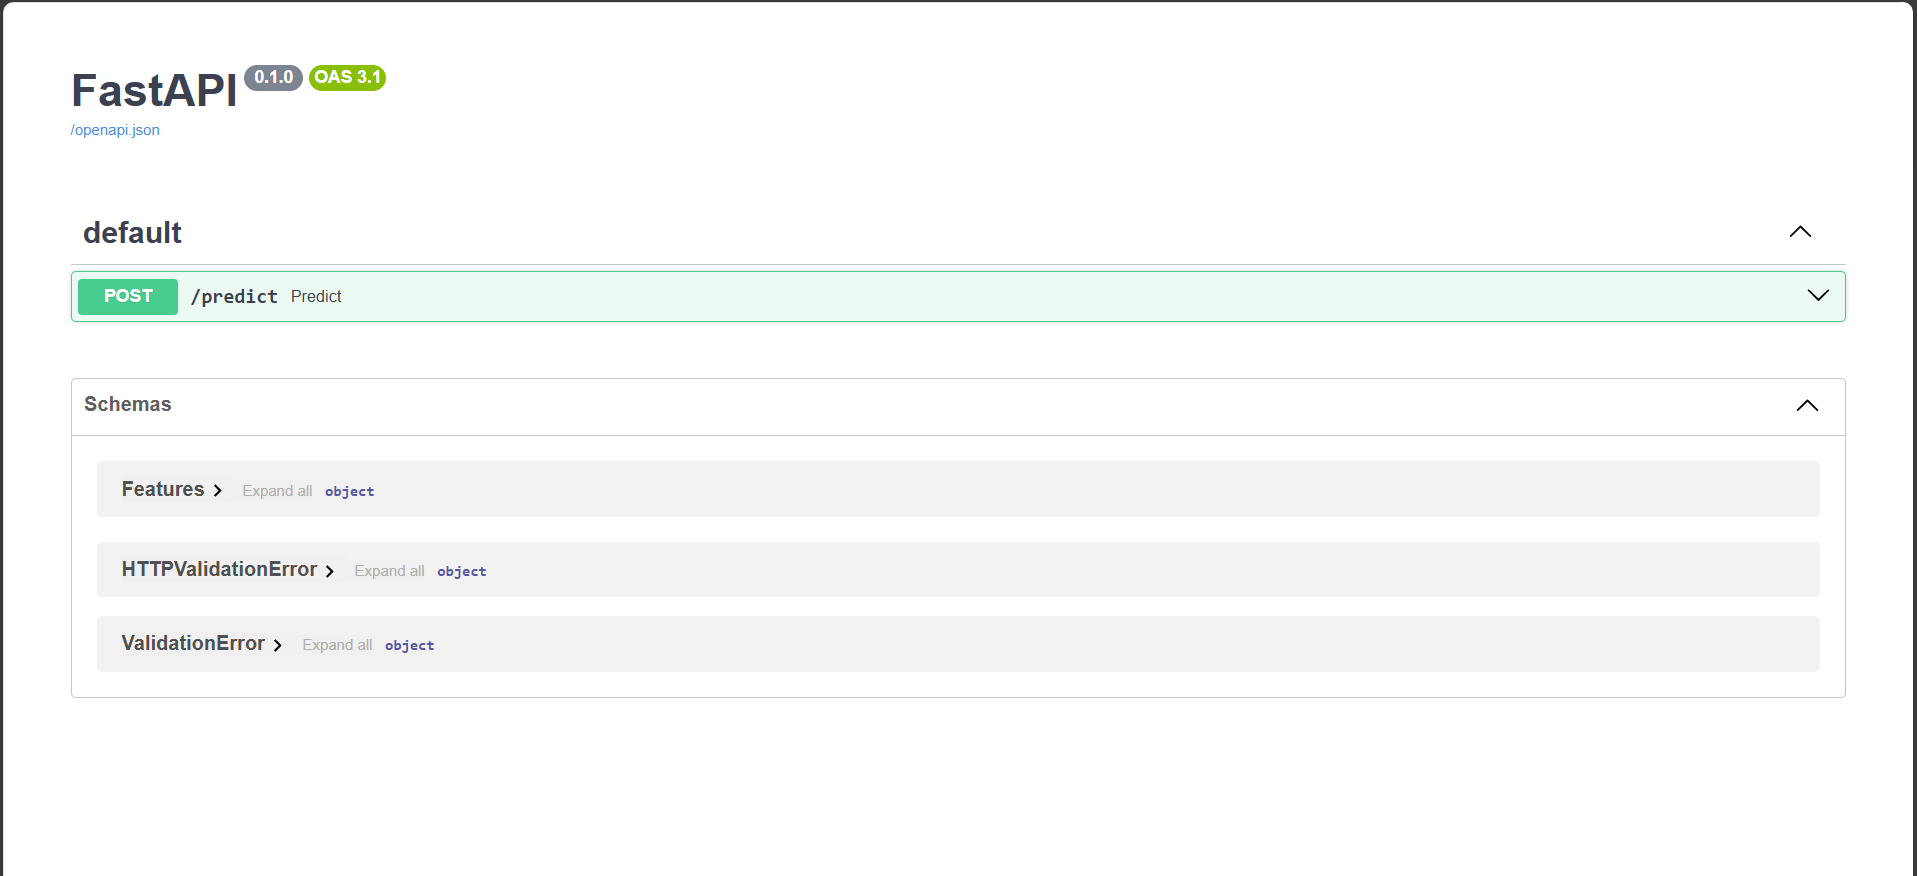 FastAPI 0.1.0 OAS 3.1
/openapi.json
default
POST /predict Predict
Schemas
Features Expand all object
HTTPValidationError Expand all object
ValidationError Expand all object